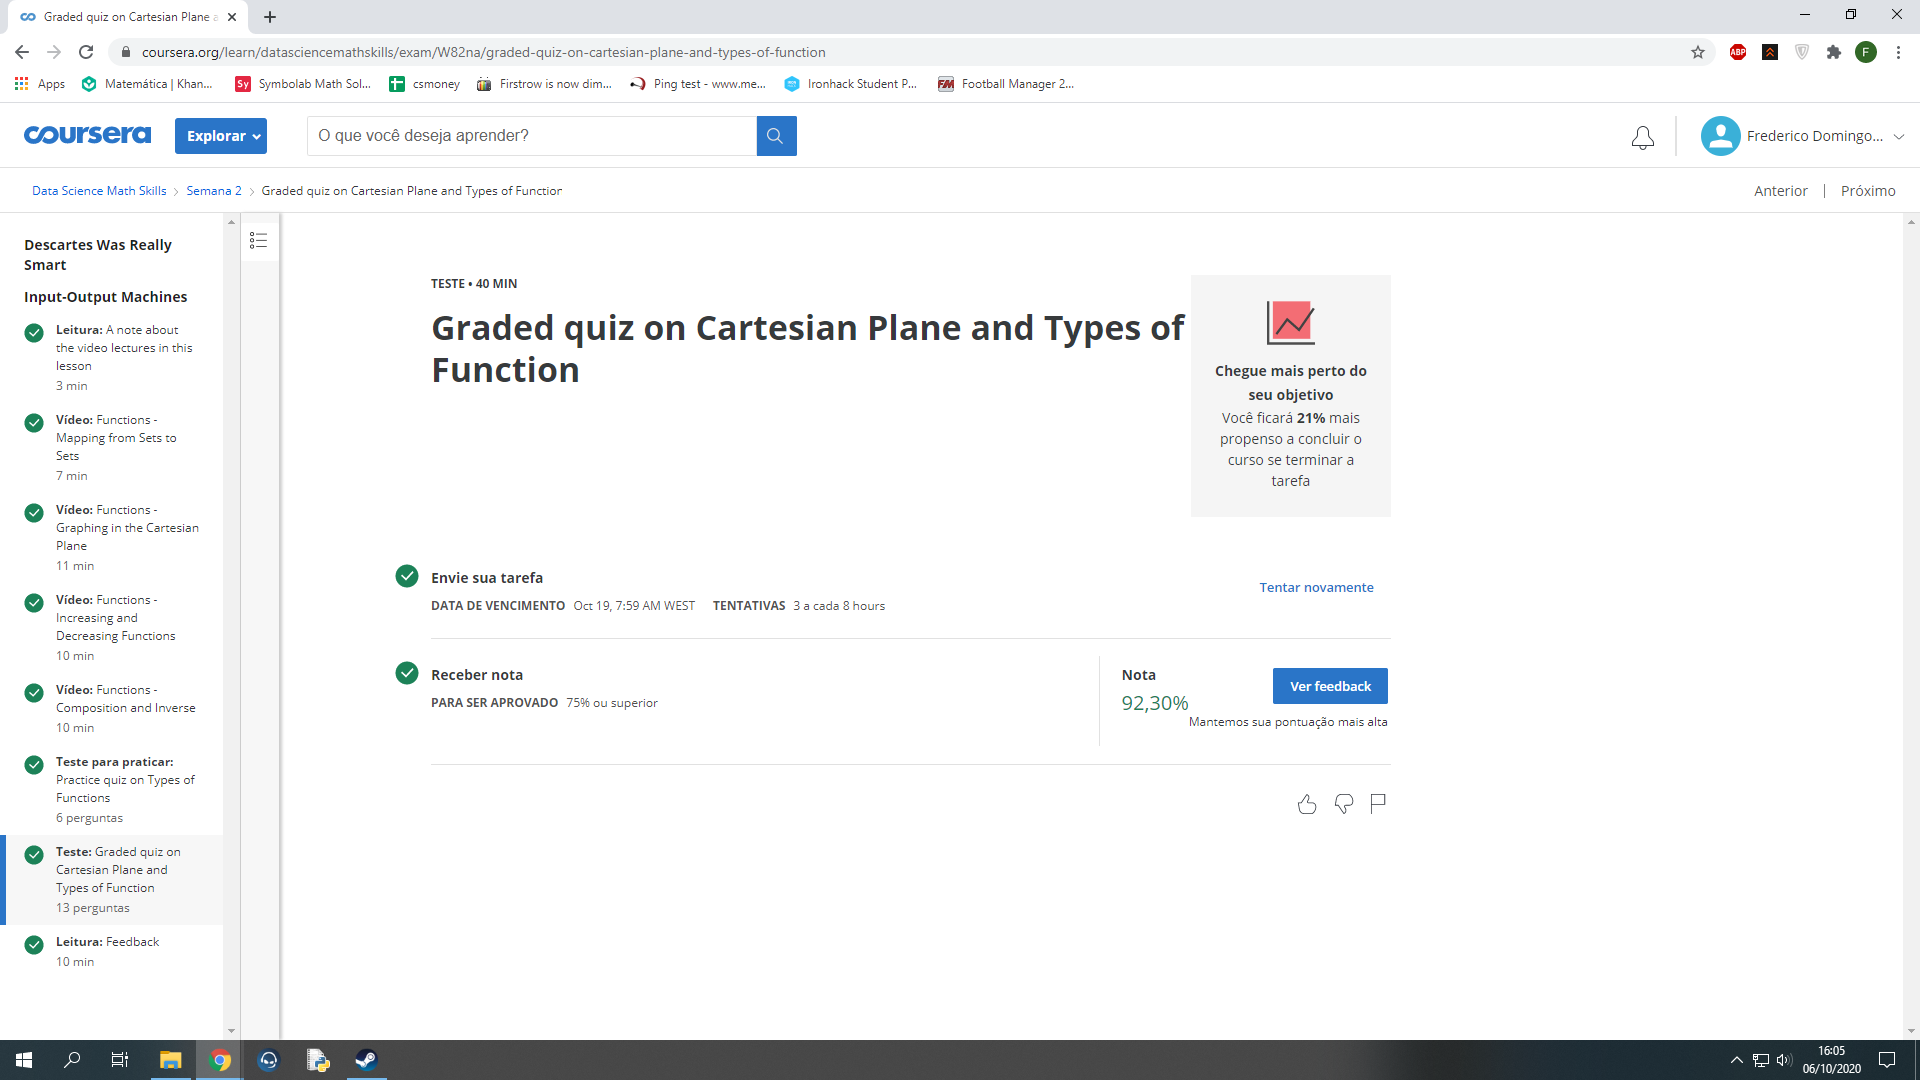 Graded quiz on Cartesian Plane a
coursera.org/learn/datasciencemathskills/exam/W82na/graded-quiz-on-cartesian-plane-and-types-of-function
ABP
F
Apps
Matemática | Khan...
Sy
Symbolab Math Sol...
csmoney
Firstrow is now dim...
Ping test - www.me...
Ironhack Student P...
FM
Football Manager 2...
coursera
Explorar
O que você deseja aprender?
Frederico Domingo...
Data Science Math Skills
Semana 2
Graded quiz on Cartesian Plane and Types of Function
Anterior | Próximo
Descartes Was Really
Smart
Input-Output Machines
Leitura: A note about
the video lectures in this
lesson
3 min
Vídeo: Functions -
Mapping from Sets to
Sets
7 min
Vídeo: Functions -
Graphing in the Cartesian
Plane
11 min
Vídeo: Functions -
Increasing and
Decreasing Functions
10 min
Vídeo: Functions -
Composition and Inverse
10 min
Teste para praticar:
Practice quiz on Types of
Functions
6 perguntas
Teste: Graded quiz on
Cartesian Plane and
Types of Function
13 perguntas
Leitura: Feedback
10 min
TESTE • 40 MIN
Graded quiz on Cartesian Plane and Types of
Function
Chegue mais perto do
seu objetivo
Você ficará 21% mais
propenso a concluir o
curso se terminar a
tarefa
Envie sua tarefa
DATA DE VENCIMENTO Oct 19, 7:59 AM WEST TENTATIVAS 3 a cada 8 hours
Tentar novamente
Receber nota
PARA SER APROVADO 75% ou superior
Nota
92,30%
Ver feedback
Mantemos sua pontuação mais alta
16:05
06/10/2020